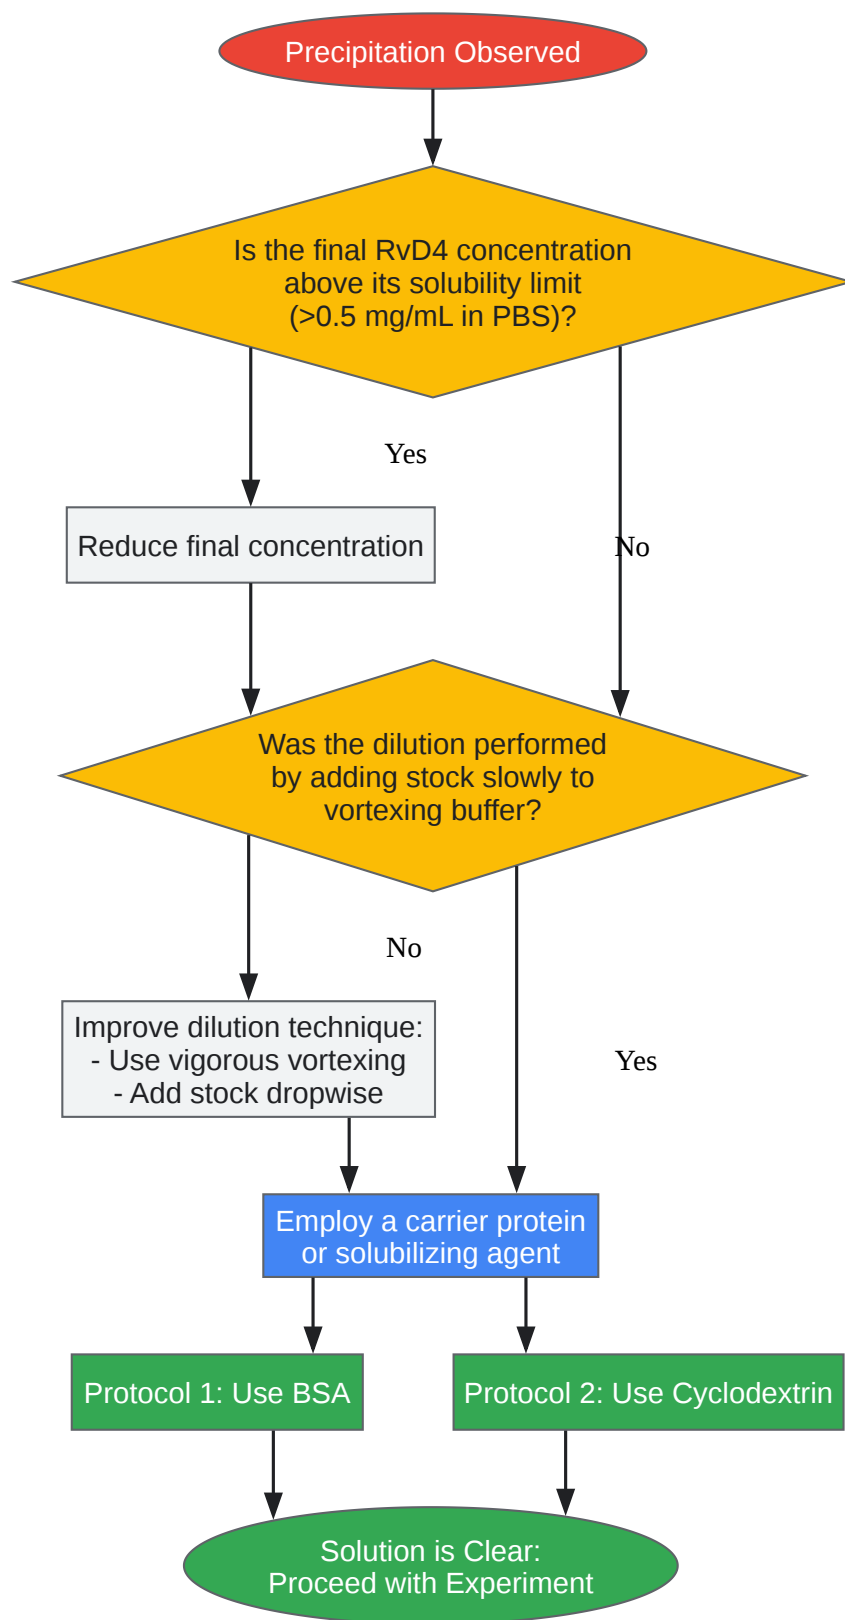 Precipitation Observed
Is the final RvD4 concentration
above its solubility limit
(>0.5 mg/mL in PBS)?
Yes
Reduce final concentration
No
Was the dilution performed
by adding stock slowly to
vortexing buffer?
No
Improve dilution technique:
- Use vigorous vortexing
- Add stock dropwise
Yes
Employ a carrier protein
or solubilizing agent
Protocol 1: Use BSA
Protocol 2: Use Cyclodextrin
Solution is Clear:
Proceed with Experiment